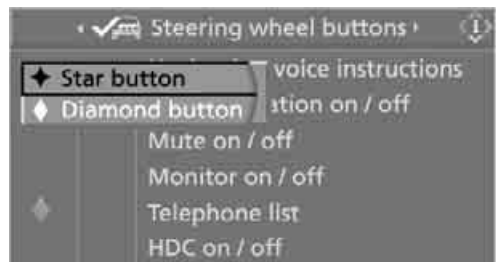 Steering wheel buttons
voice instructions
Star button
Diamond button
ation on / off
Mute on / off
Monitor on / off
Telephone list
HDC on / off